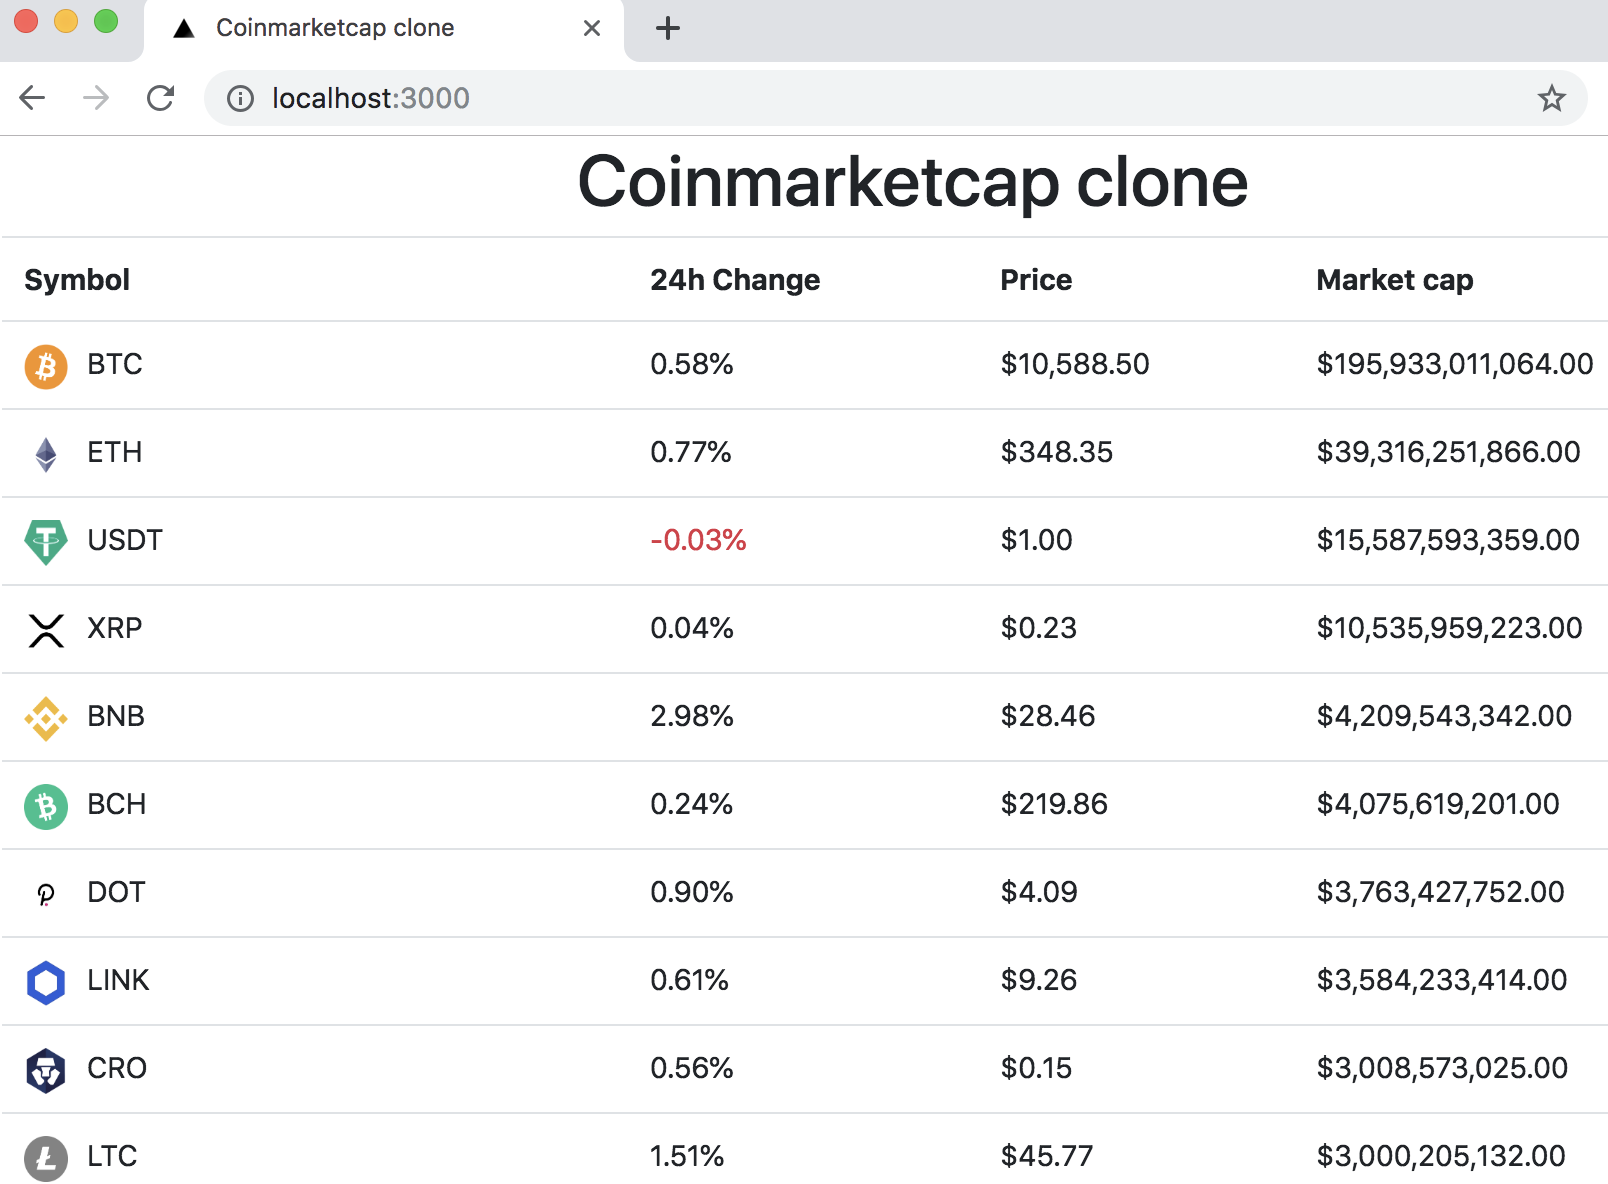 Coinmarketcap clone
localhost:3000
Coinmarketcap clone
Symbol 24h Change Price Market cap
BTC 0.58% $10,588.50 $195,933,011,064.00
ETH 0.77% $348.35 $39,316,251,866.00
USDT -0.03% $1.00 $15,587,593,359.00
XRP 0.04% $0.23 $10,535,959,223.00
BNB 2.98% $28.46 $4,209,543,342.00
BCH 0.24% $219.86 $4,075,619,201.00
DOT 0.90% $4.09 $3,763,427,752.00
LINK 0.61% $9.26 $3,584,233,414.00
CRO 0.56% $0.15 $3,008,573,025.00
LTC 1.51% $45.77 $3,000,205,132.00